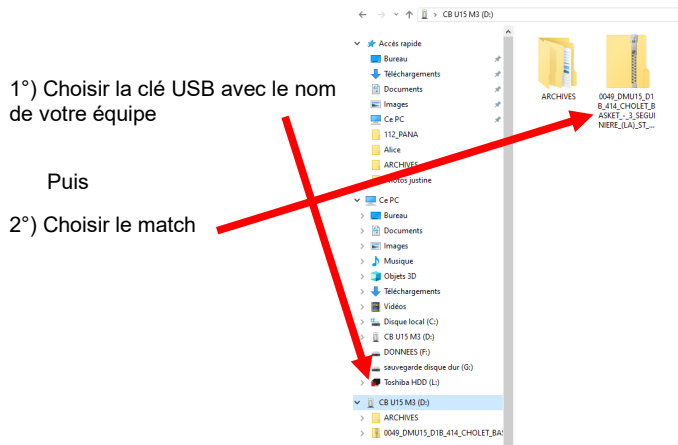 CB U15 M3 (D:)
1°) Choisir la clé USB avec le nom
de votre équipe
Puis
2°) Choisir le match
Accès rapide
Bureau
Téléchargements
Documents
Images
Ce PC
112_PANA
Alice
ARCHIVES
Photos justine
Ce PC
Bureau
Documents
Images
Musique
Objets 3D
Téléchargements
Vidéos
Disque local (C:)
CB U15 M3 (D:)
DONNEES (F:)
sauvegarde disque dur (G:)
Toshiba HDD (L:)
CB U15 M3 (D:)
ARCHIVES
0049_DMU15_D1B_414_CHOLET_BAS
ARCHIVES
0049_DMU15_D1
B_414_CHOLET_B
ASKET_-_3_SEGUI
NIERE_(LA)_ST_...